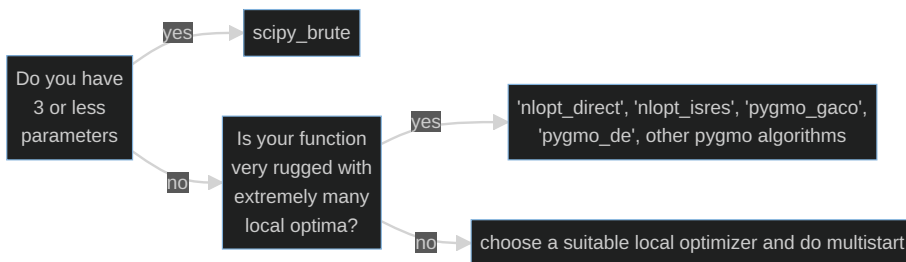 Do you have
3 or less
parameters
yes
scipy_brute
no
Is your function
very rugged with
extremely many
local optima?
yes
'nlopt_direct', 'nlopt_isres', 'pygmo_gaco',
'pygmo_de', other pygmo algorithms
no
choose a suitable local optimizer and do multistart